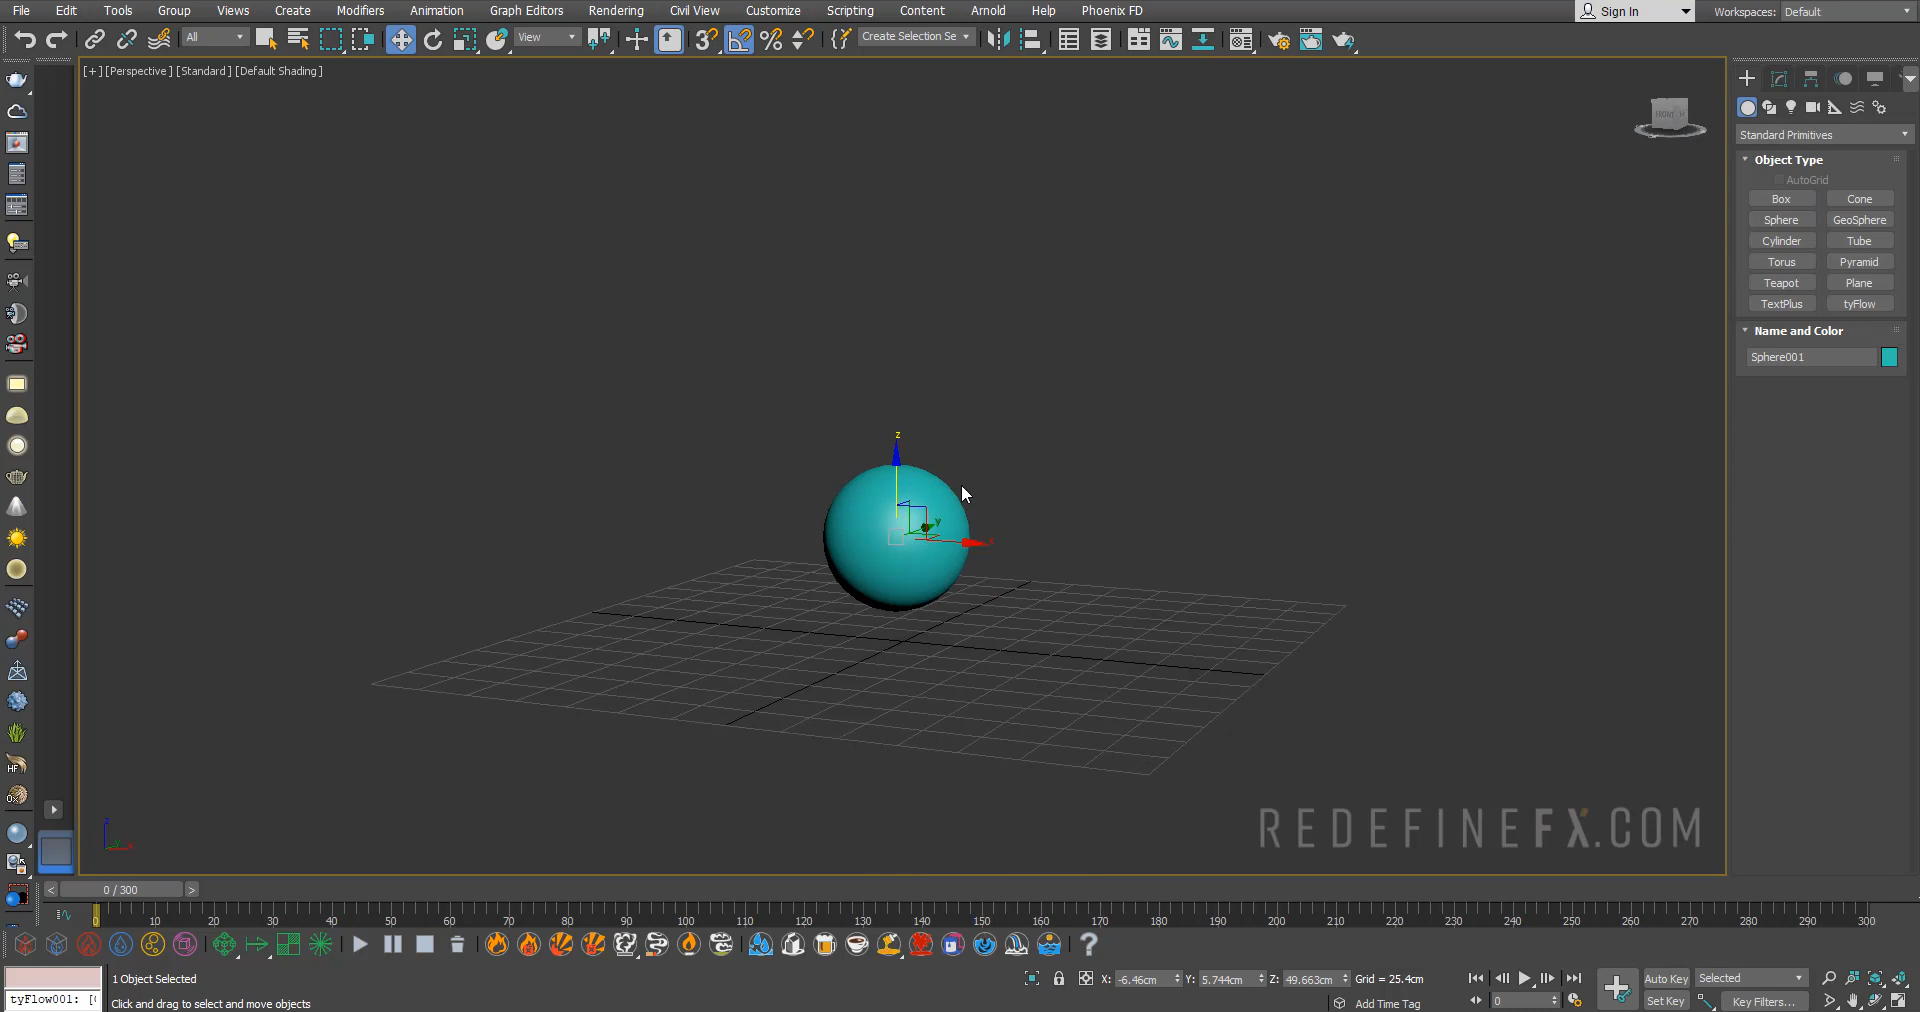 File Edit Tools Group Views Create Modifiers Animation Graph Editors Rendering Civil View Customize Scripting Content Arnold Help Phoenix FD Sign In Workspaces: Default
All View Create Selection Se
[+] [Perspective] [Standard] [Default Shading]
FRONT
Standard Primitives
Object Type
AutoGrid
Box Cone
Sphere GeoSphere
Cylinder Tube
Torus Pyramid
Teapot Plane
TextPlus tyFlow
Name and Color
Sphere001
z
y
x
HF
REDEFINEFX.COM
< 0 / 300 >
0 10 20 30 40 50 60 70 80 90 100 110 120 130 140 150 160 170 180 190 200 210 220 230 240 250 260 270 280 290 300
1 Object Selected X: -6.46cm Y: 5.744cm Z: 49.663cm Grid = 25.4cm Auto Key Selected
tyFlow001: Click and drag to select and move objects Add Time Tag 0 Set Key Key Filters...